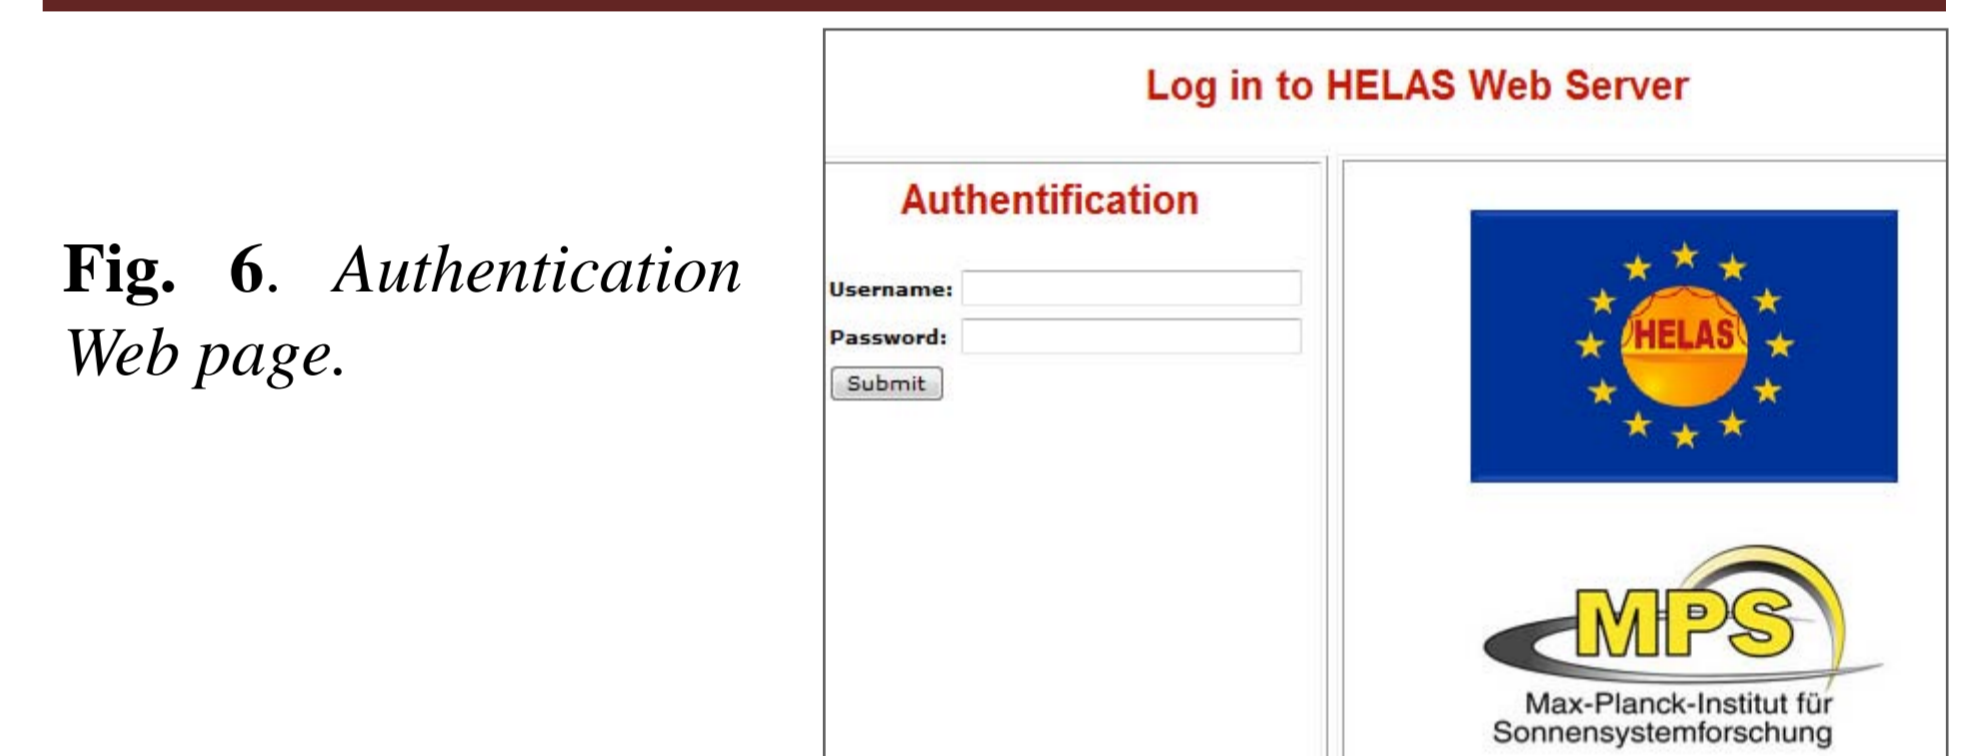 Fig. 6. Authentication
Web page.
Log in to HELAS Web Server
Authentification
Username:
Password:
Submit
HELAS
MPS
Max-Planck-Institut für
Sonnensystemforschung